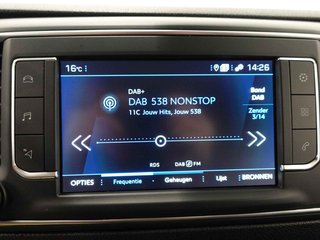 16°C
14:26
DAB+
DAB 538 NONSTOP
11C Jouw Hits, Jouw 538
Band
DAB
Zender
3/14
RDS DAB FM
OPTIES Frequentie Geheugen Lijst BRONNEN